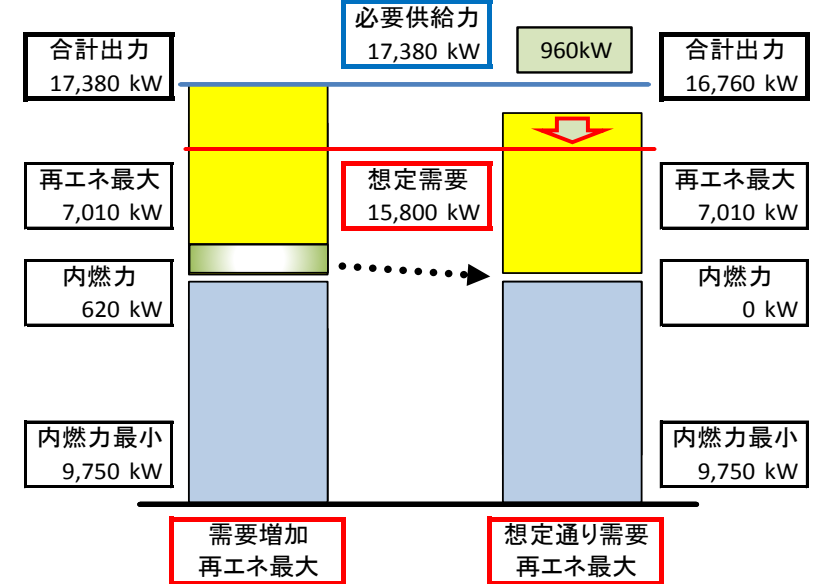 必要供給力
17,380 kW
960kW
合計出力
17,380 kW
合計出力
16,760 kW
再エネ最大
7,010 kW
想定需要
15,800 kW
再エネ最大
7,010 kW
内燃力
620 kW
内燃力
0 kW
内燃力最小
9,750 kW
内燃力最小
9,750 kW
需要増加
再エネ最大
想定通り需要
再エネ最大